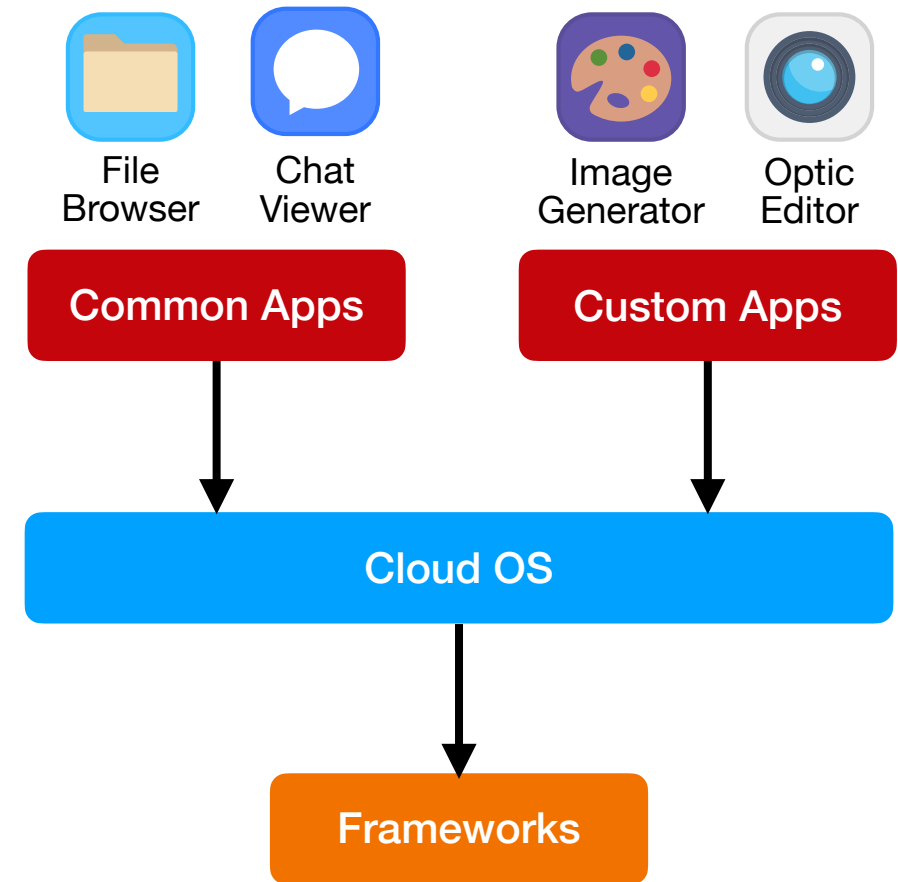 File
Browser
Chat
Viewer
Image
Generator
Optic
Editor
Common Apps
Custom Apps
Cloud OS
Frameworks